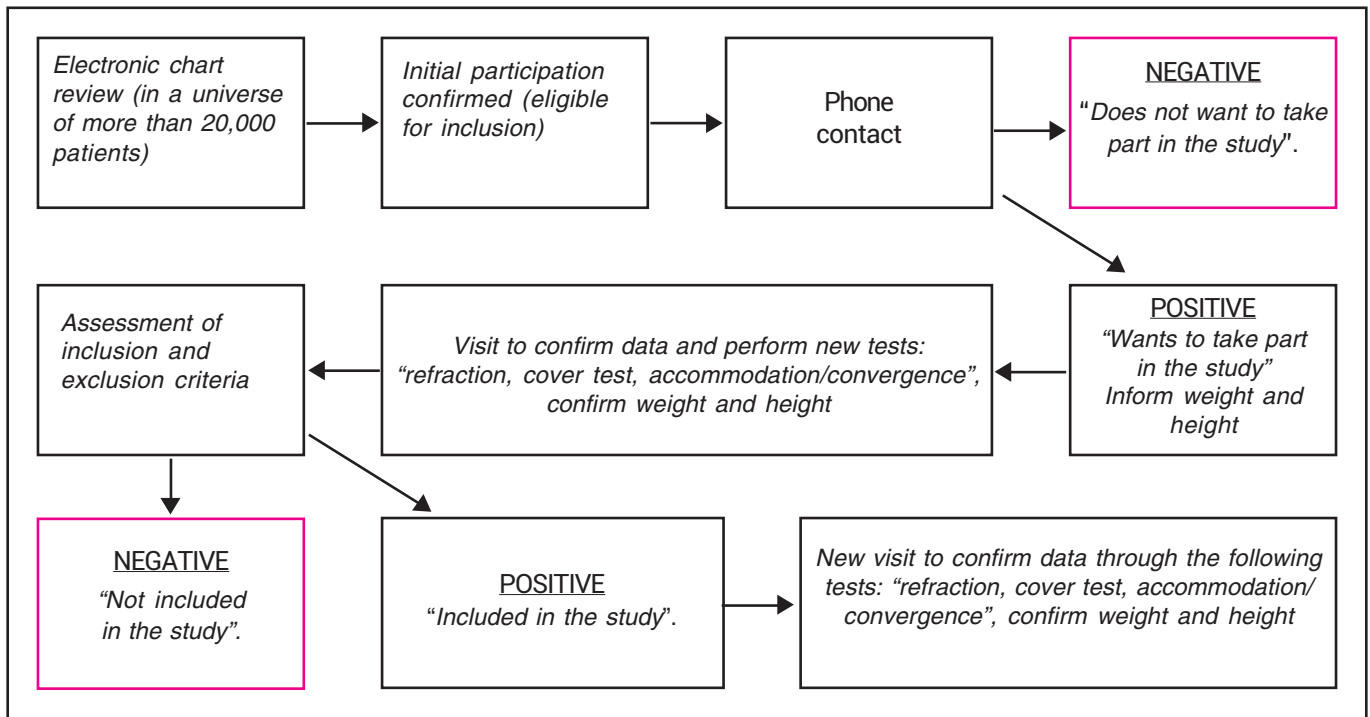 Electronic chart
review (in a universe
of more than 20,000
patients)
Initial participation
confirmed (eligible
for inclusion)
Phone
contact
NEGATIVE
"Does not want to take
part in the study".
Assessment of
inclusion and
exclusion criteria
Visit to confirm data and perform new tests:
“refraction, cover test, accommodation/convergence”,
confirm weight and height
POSITIVE
“Wants to take part
in the study”
Inform weight and
height
NEGATIVE
“Not included
in the study”.
POSITIVE
"Included in the study".
New visit to confirm data through the following
tests: “refraction, cover test, accommodation/
convergence”, confirm weight and height